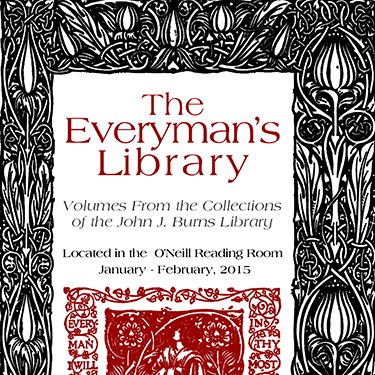 The
Everyman's
Library
Volumes From the Collections
of the John J. Burns Library
Located in the O'Neill Reading Room
January - February, 2015
EVERY
MAN
I WILL
IN
THY
MOST